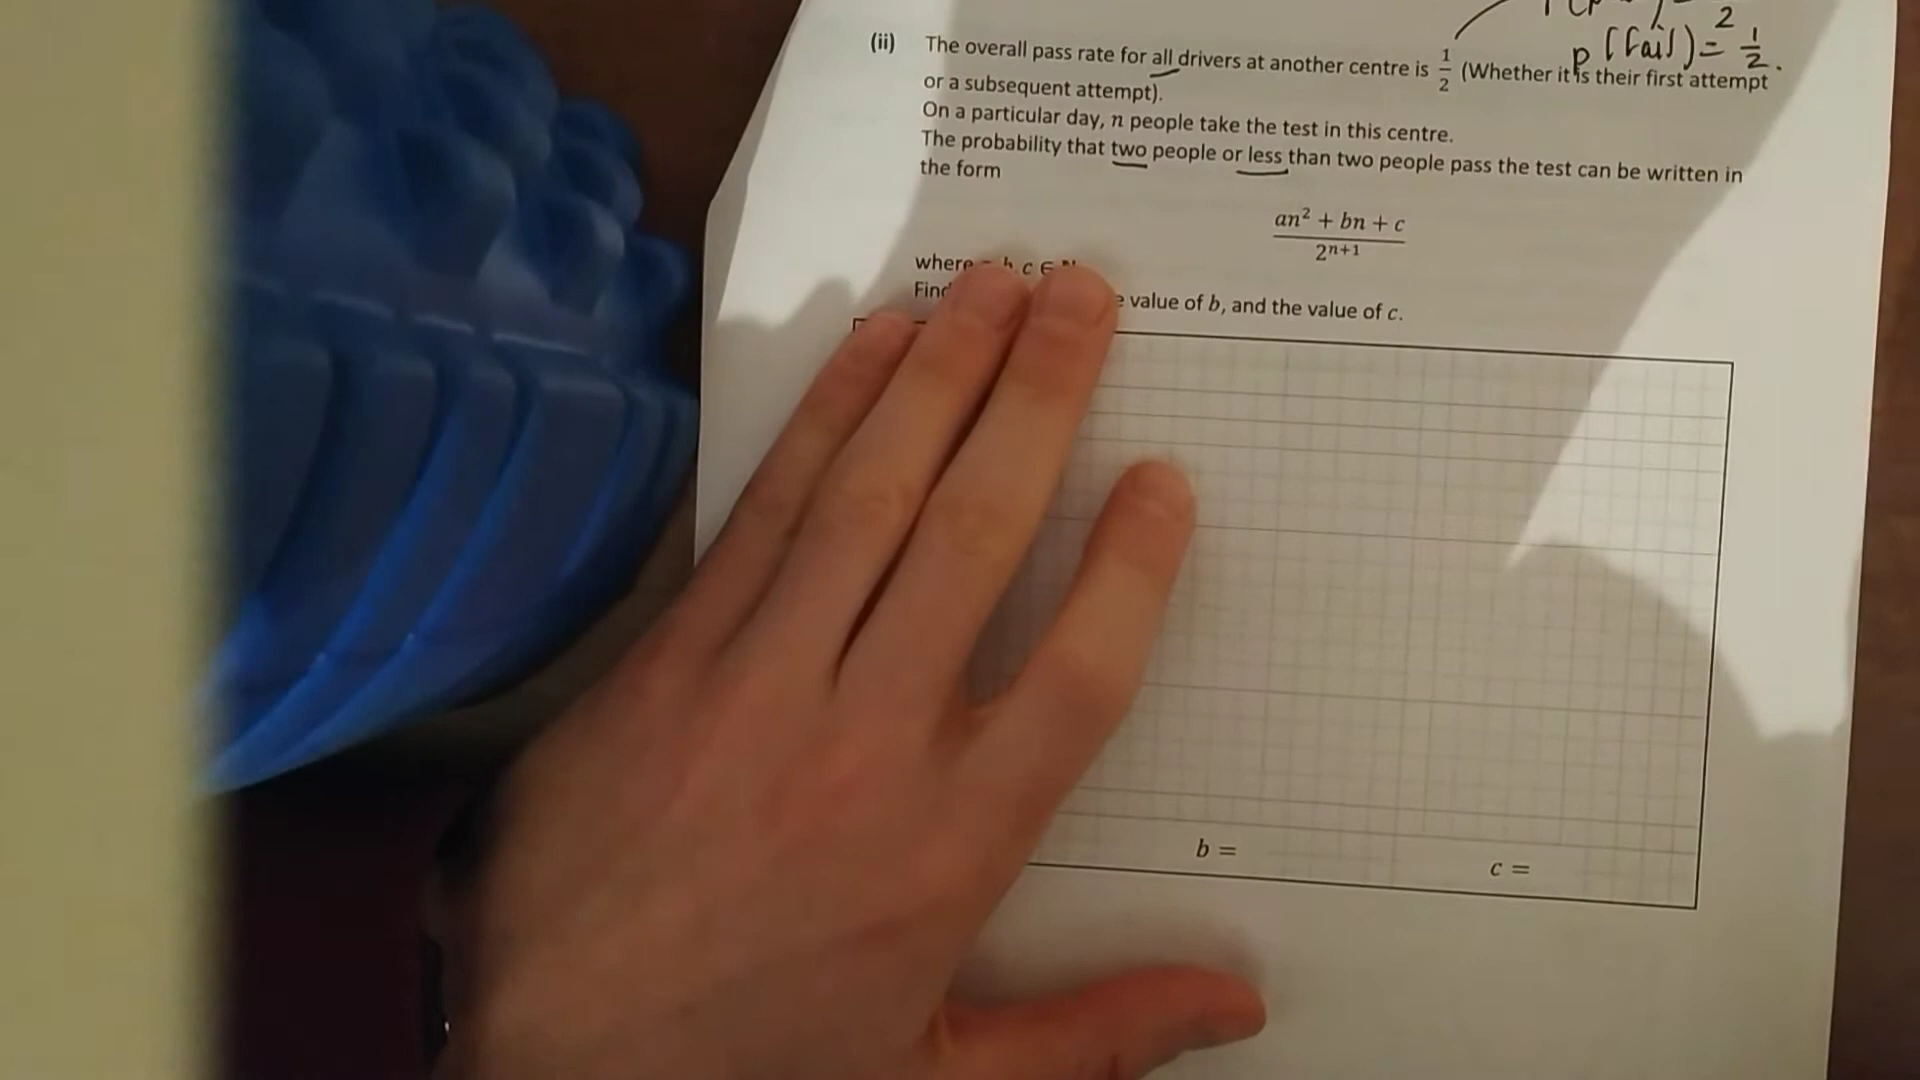 2
p(Fail) = 1/2.
(ii) The overall pass rate for all drivers at another centre is 1/2 (Whether it is their first attempt
or a subsequent attempt).
On a particular day, n people take the test in this centre.
The probability that two people or less than two people pass the test can be written in
the form
an² + bn + c
2ⁿ⁺¹
where b, c ∈
Find value of b, and the value of c.
b =
c =